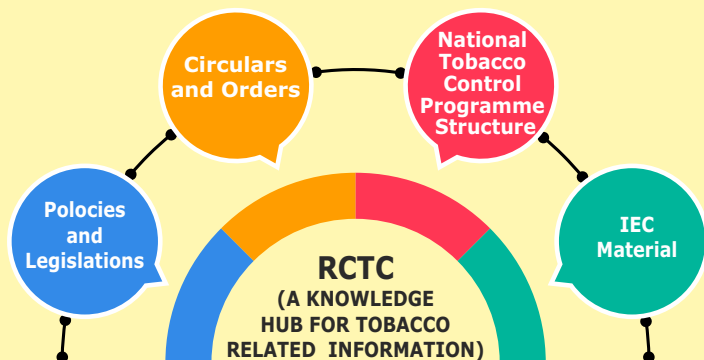 National
Tobacco
Control
Programme
Structure
Circulars
and Orders
Polocies
and
Legislations
IEC
Material
RCTC
(A KNOWLEDGE
HUB FOR TOBACCO
RELATED INFORMATION)